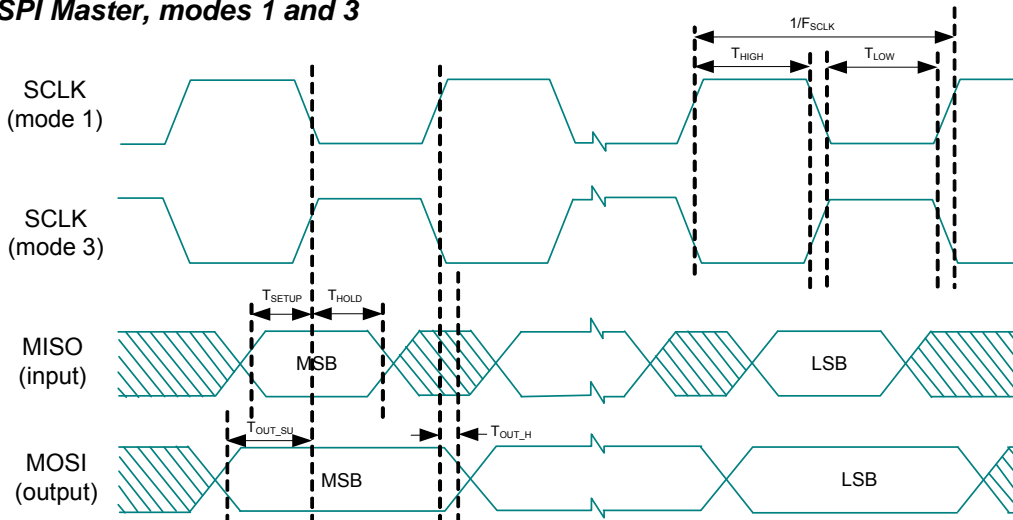 SPI Master, modes 1 and 3
1/FSCLK
THIGH
TLOW
SCLK
(mode 1)
SCLK
(mode 3)
TSETUP
THOLD
MISO
(input)
MSB
LSB
TOUT_SU
TOUT_H
MOSI
(output)
MSB
LSB